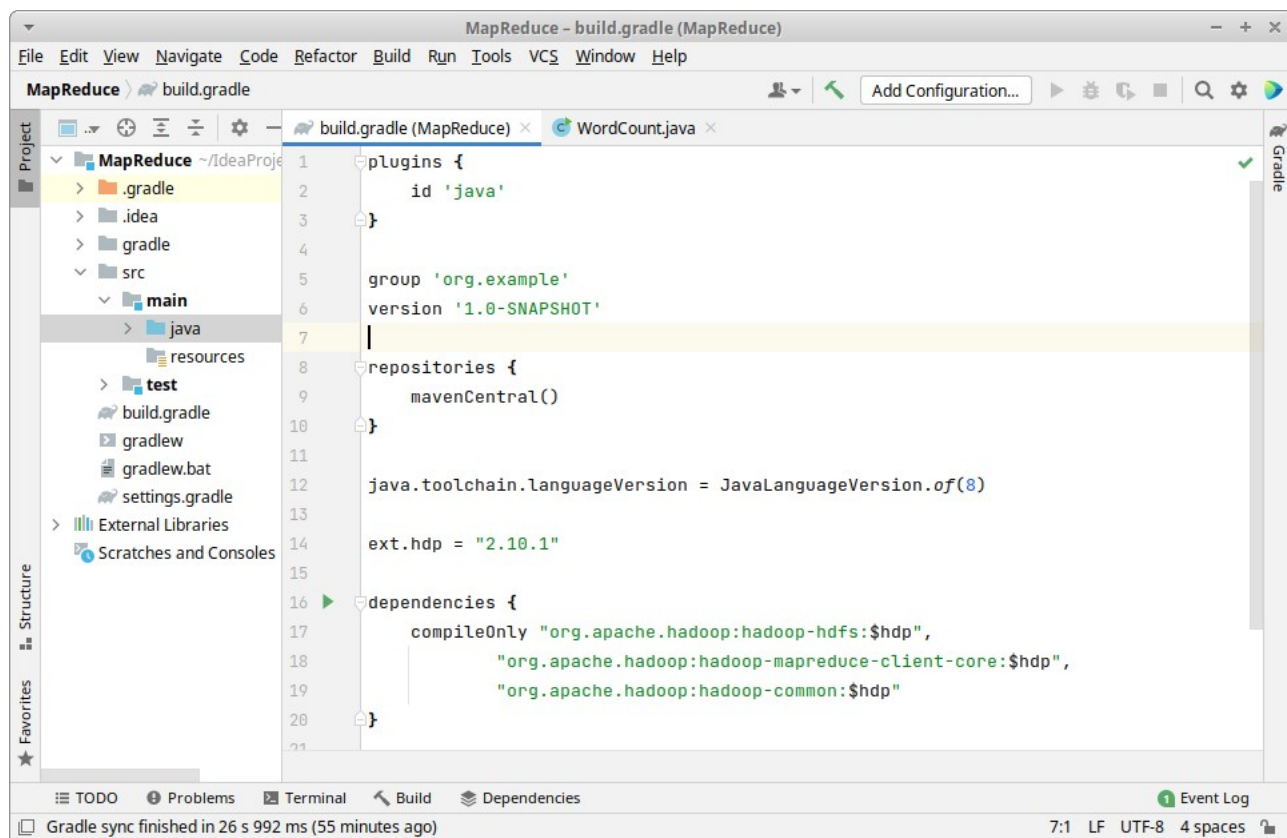 MapReduce – build.gradle (MapReduce)
File Edit View Navigate Code Refactor Build Run Tools VCS Window Help
MapReduce build.gradle
Add Configuration...
Project
build.gradle (MapReduce)
WordCount.java
MapReduce ~/IdeaProje
.gradle
.idea
gradle
src
main
java
resources
test
build.gradle
gradlew
gradlew.bat
settings.gradle
External Libraries
Scratches and Consoles
1 plugins {
2 id 'java'
3 }
4
5 group 'org.example'
6 version '1.0-SNAPSHOT'
7
8 repositories {
9 mavenCentral()
10 }
11
12 java.toolchain.languageVersion = JavaLanguageVersion.of(8)
13
14 ext.hdp = "2.10.1"
15
16 dependencies {
17 compileOnly "org.apache.hadoop:hadoop-hdfs:$hdp",
18 "org.apache.hadoop:hadoop-mapreduce-client-core:$hdp",
19 "org.apache.hadoop:hadoop-common:$hdp"
20 }
21
Gradle
Structure
Favorites
TODO Problems Terminal Build Dependencies 1 Event Log
Gradle sync finished in 26 s 992 ms (55 minutes ago) 7:1 LF UTF-8 4 spaces